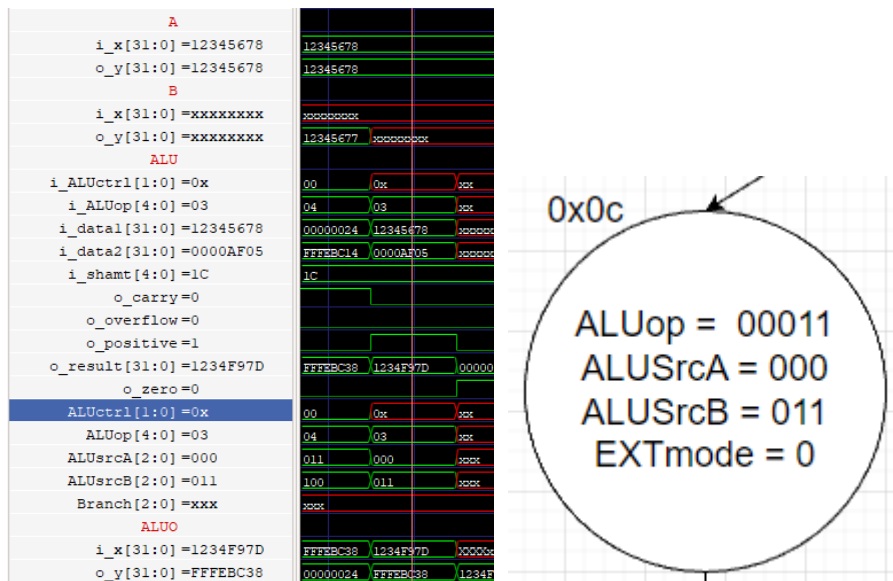 A
i_x[31:0]=12345678 12345678
o_y[31:0]=12345678 12345678
B
i_x[31:0]=xxxxxxxx xxxxxxxx
o_y[31:0]=xxxxxxxx 12345677 xxxxxxxx
ALU
i_ALUctrl[1:0]=0x 00 0x xx
i_ALUop[4:0]=03 04 03 xx
i_data1[31:0]=12345678 00000024 12345678 xxxxx
i_data2[31:0]=0000AF05 FFFEBC14 0000AF05 xxxxx
i_shamt[4:0]=1C 1C
o_carry=0
o_overflow=0
o_positive=1
o_result[31:0]=1234F97D FFFEBC38 1234F97D 00000
o_zero=0
ALUctrl[1:0]=0x 00 0x xx
ALUop[4:0]=03 04 03 xx
ALUsrcA[2:0]=000 011 000 xxx
ALUsrcB[2:0]=011 100 011 xxx
Branch[2:0]=xxx xxx
ALUO
i_x[31:0]=1234F97D FFFEBC38 1234F97D XXXXx
o_y[31:0]=FFFEBC38 00000024 FFFEBC38 1234F
0x0c
ALUop = 00011
ALUSrcA = 000
ALUSrcB = 011
EXTmode = 0